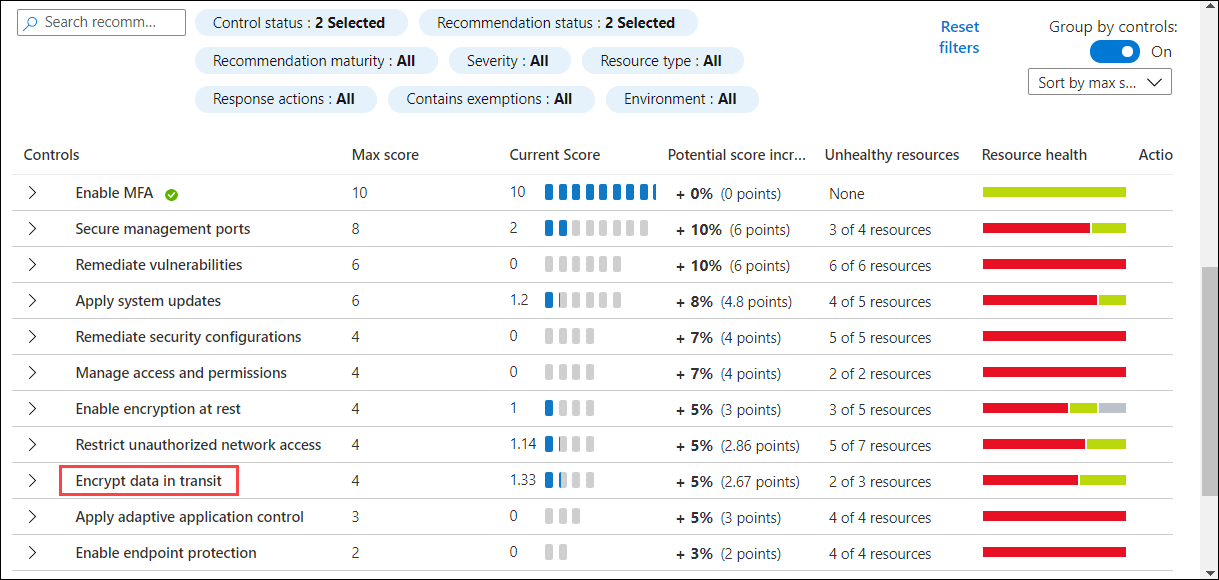 Search recomm...
Control status : 2 Selected
Recommendation status : 2 Selected
Recommendation maturity : All
Severity : All
Resource type : All
Response actions : All
Contains exemptions : All
Environment : All
Reset
filters
Group by controls:
On
Sort by max s...
Controls Max score Current Score Potential score incr... Unhealthy resources Resource health Actio
Enable MFA 10 10 + 0% (0 points) None
Secure management ports 8 2 + 10% (6 points) 3 of 4 resources
Remediate vulnerabilities 6 0 + 10% (6 points) 6 of 6 resources
Apply system updates 6 1.2 + 8% (4.8 points) 4 of 5 resources
Remediate security configurations 4 0 + 7% (4 points) 5 of 5 resources
Manage access and permissions 4 0 + 7% (4 points) 2 of 2 resources
Enable encryption at rest 4 1 + 5% (3 points) 3 of 5 resources
Restrict unauthorized network access 4 1.14 + 5% (2.86 points) 5 of 7 resources
Encrypt data in transit 4 1.33 + 5% (2.67 points) 2 of 3 resources
Apply adaptive application control 3 0 + 5% (3 points) 4 of 4 resources
Enable endpoint protection 2 0 + 3% (2 points) 4 of 4 resources